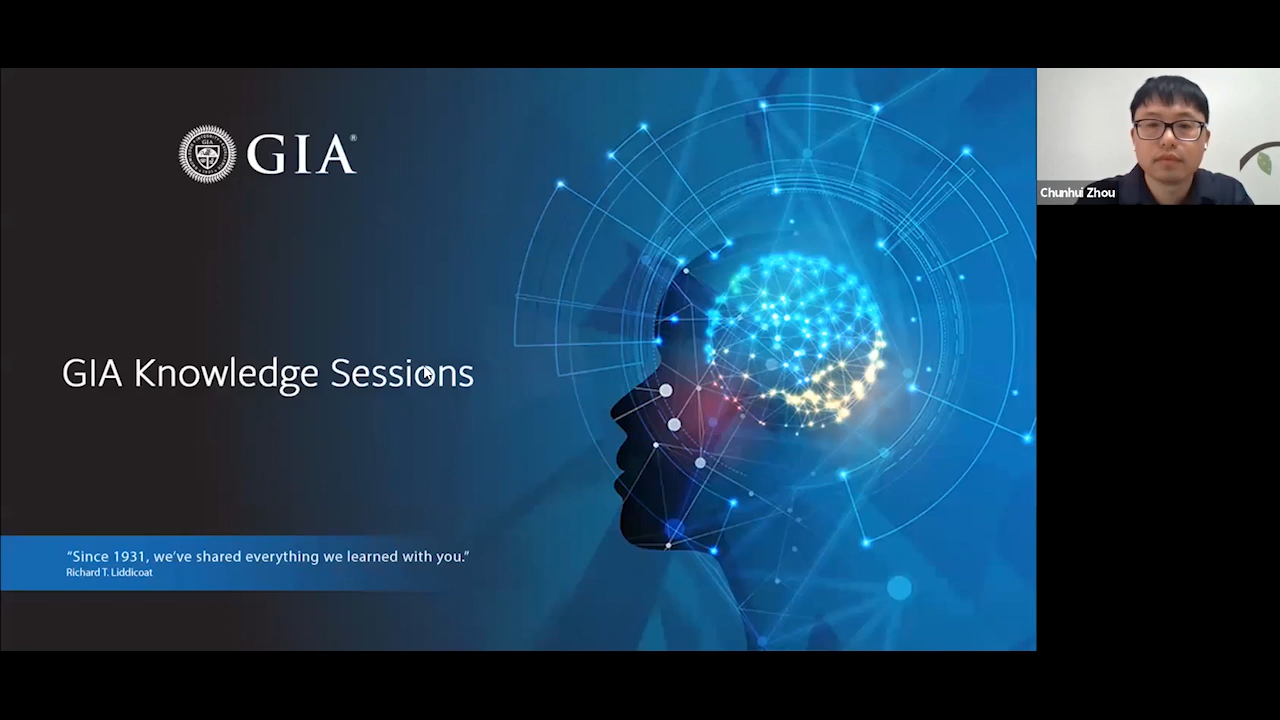 GIA®
Chunhui Zhou
GIA Knowledge Sessions
“Since 1931, we’ve shared everything we learned with you.”
Richard T. Liddicoat